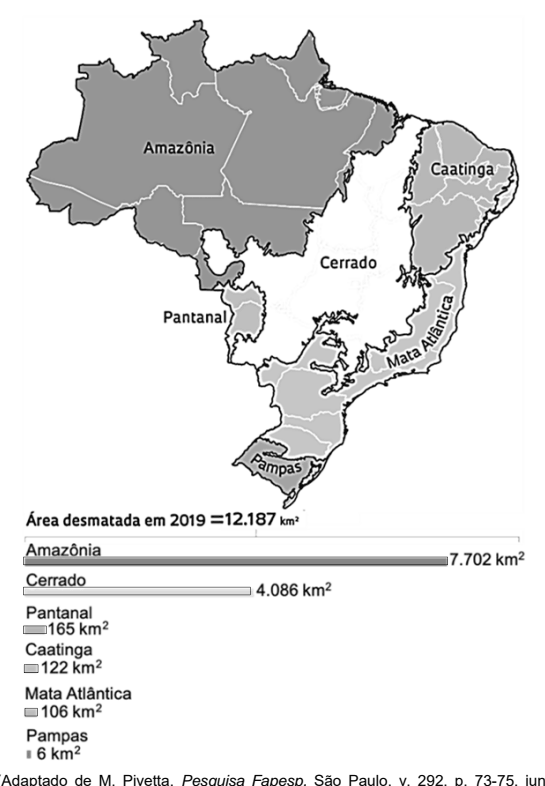 Amazônia
Caatinga
Cerrado
Pantanal
Mata Atlântica
Pampas
Área desmatada em 2019 =12.187 km²
Amazônia
7.702 km²
Cerrado
4.086 km²
Pantanal
165 km²
Caatinga
122 km²
Mata Atlântica
106 km²
Pampas
6 km²
(Adaptado de M. Pivetta, Pesquisa Fapesp. São Paulo, v. 292, p. 73-75, jun